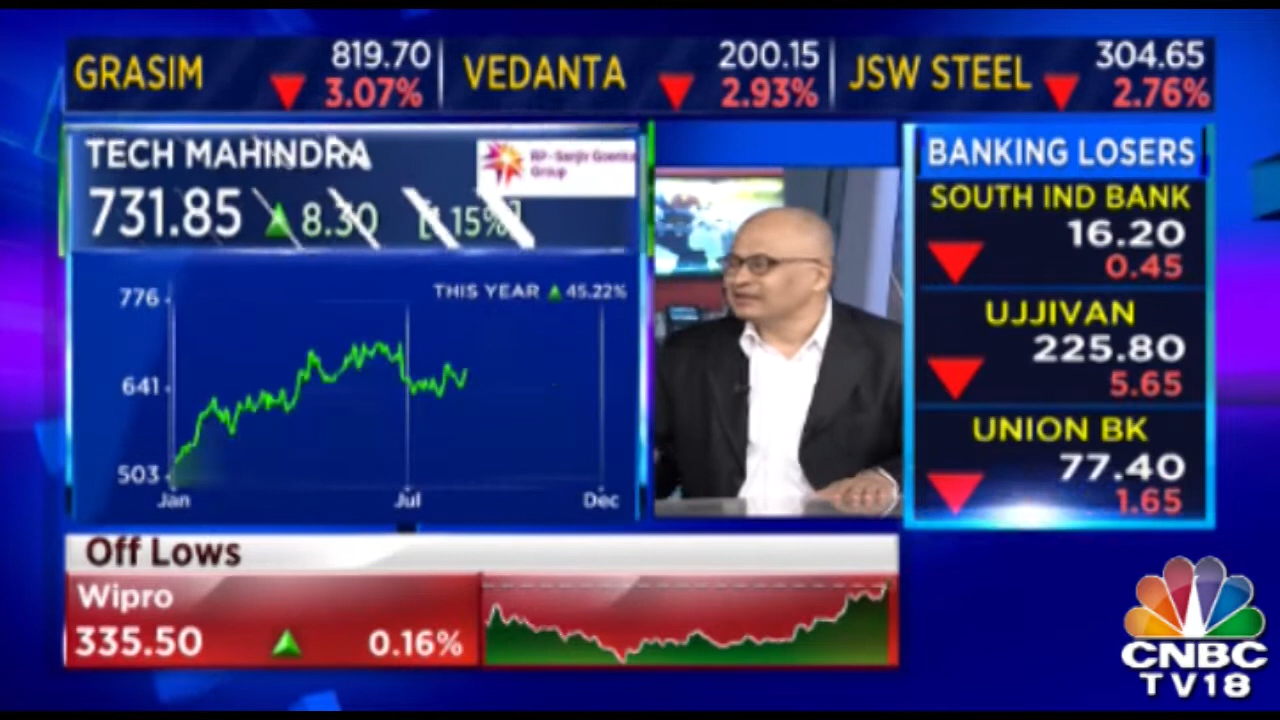 GRASIM 819.70 3.07% VEDANTA 200.15 2.93% JSW STEEL 304.65 2.76%
TECH MAHINDRA
RP-Sanjiv Goenka
Group
731.85 8.30 [1.15%]
THIS YEAR 45.22%
776
641
503
Jan Jul Dec
BANKING LOSERS
SOUTH IND BANK
16.20
0.45
UJJIVAN
225.80
5.65
UNION BK
77.40
1.65
Off Lows
Wipro
335.50 0.16%
CNBC
TV18